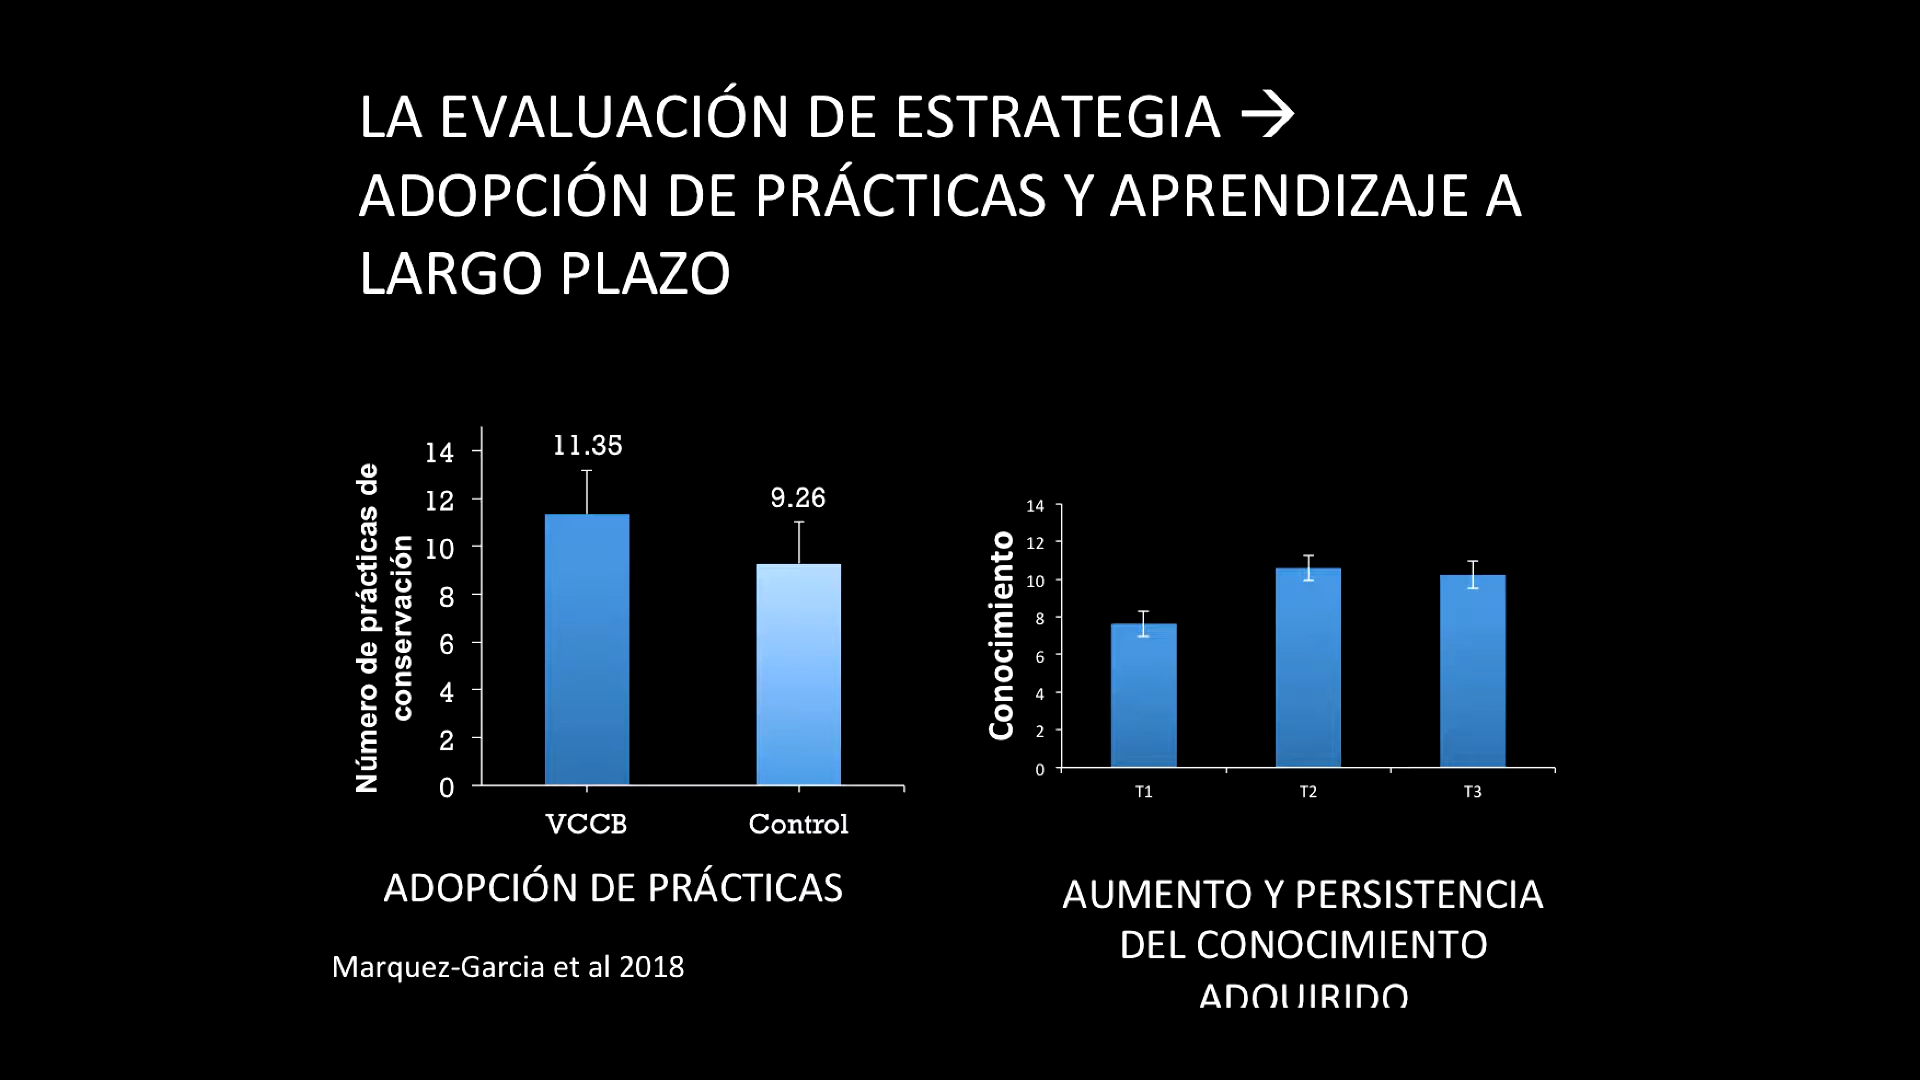 LA EVALUACIÓN DE ESTRATEGIA →
ADOPCIÓN DE PRÁCTICAS Y APRENDIZAJE A
LARGO PLAZO
Número de prácticas de
conservación
14
12
10
8
6
4
2
0
11.35
9.26
VCCB
Control
ADOPCIÓN DE PRÁCTICAS
Marquez-Garcia et al 2018
Conocimiento
14
12
10
8
6
4
2
0
T1
T2
T3
AUMENTO Y PERSISTENCIA
DEL CONOCIMIENTO
ADQUIRIDO